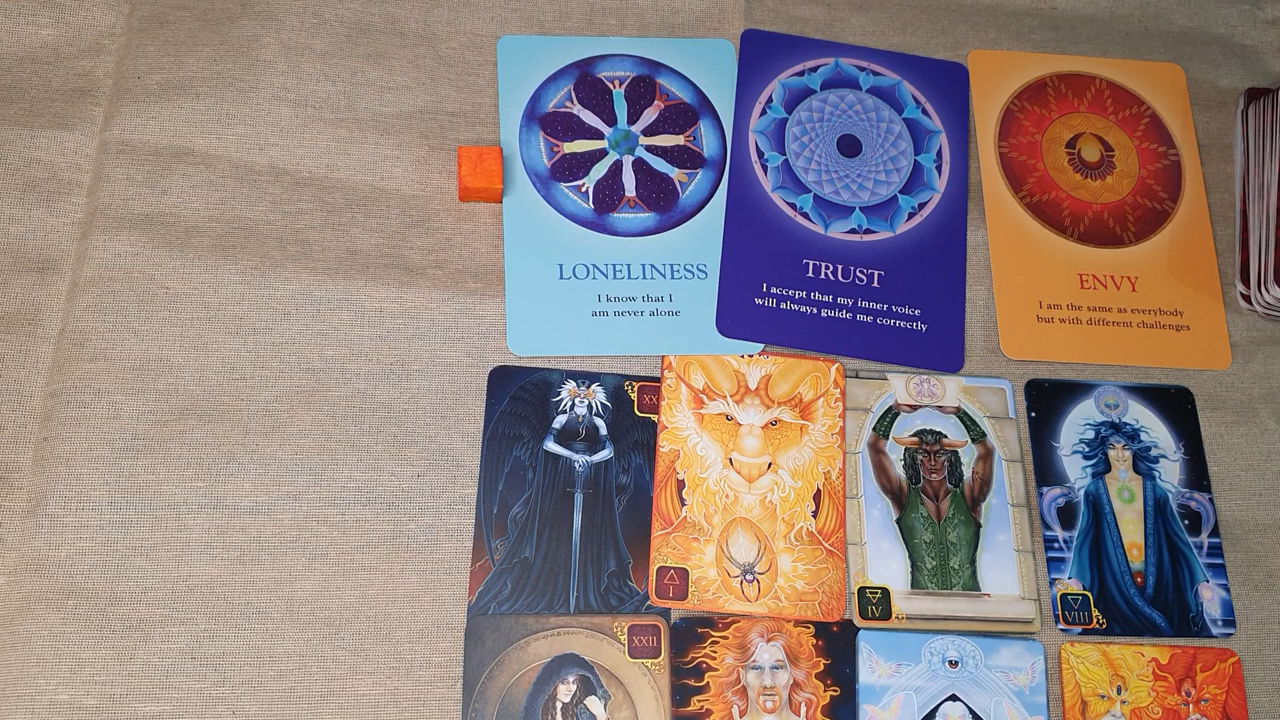 LONELINESS
I know that I
am never alone
TRUST
I accept that my inner voice
will always guide me correctly
ENVY
I am the same as everybody
but with different challenges
XX
I
IV
VIII
XXII